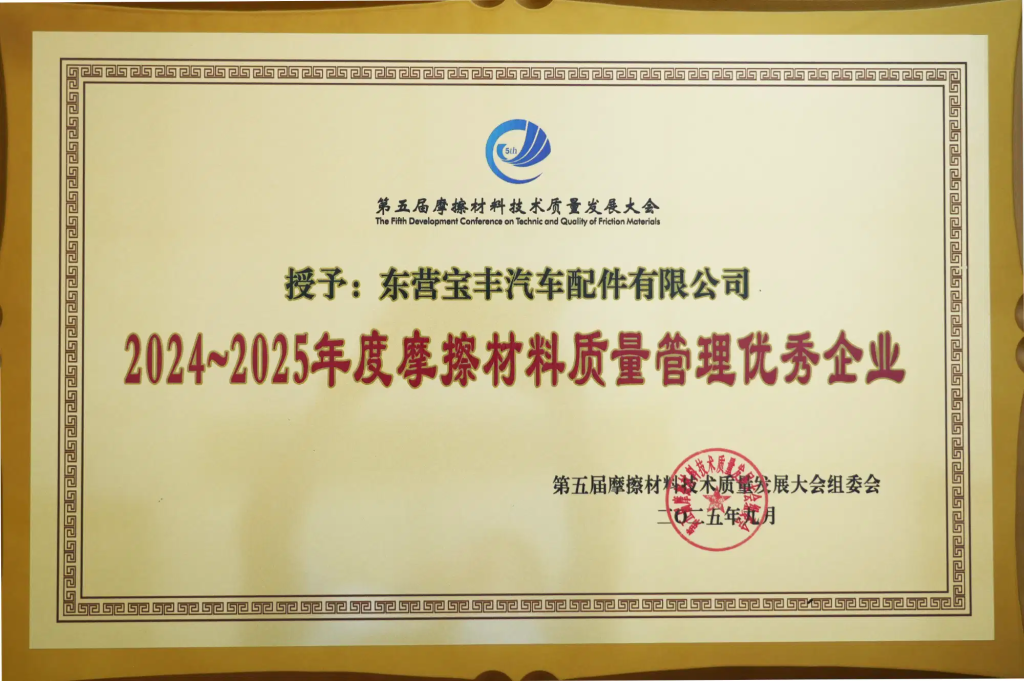 5th
第五届摩擦材料技术质量发展大会
The Fifth Development Conference on Technic and Quality of Friction Materials
授予：东营宝丰汽车配件有限公司
2024~2025年度摩擦材料质量管理优秀企业
第五届摩擦材料技术质量发展大会组委会
二〇二五年九月